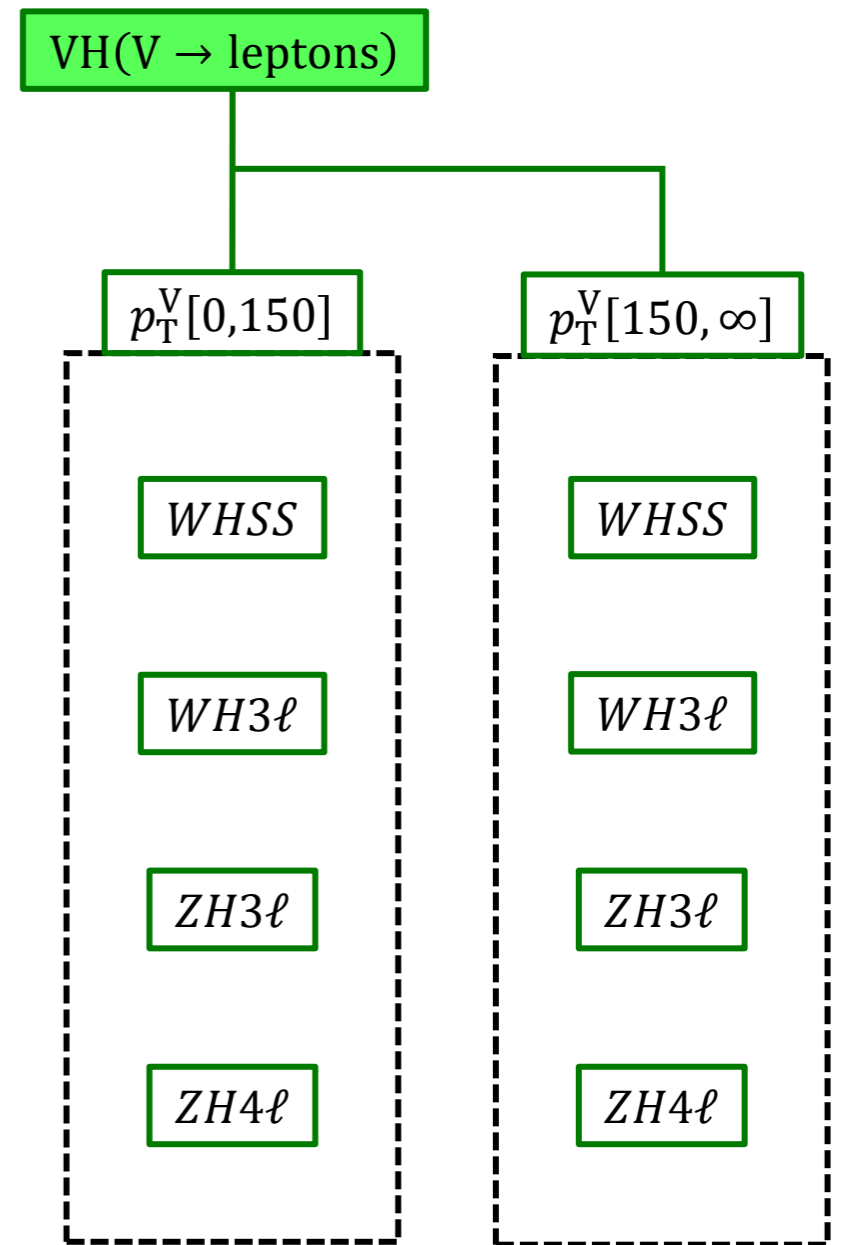 VH(V → leptons)
p_T^V[0,150]
WHSS
WH3ℓ
ZH3ℓ
ZH4ℓ
p_T^V[150, ∞]
WHSS
WH3ℓ
ZH3ℓ
ZH4ℓ